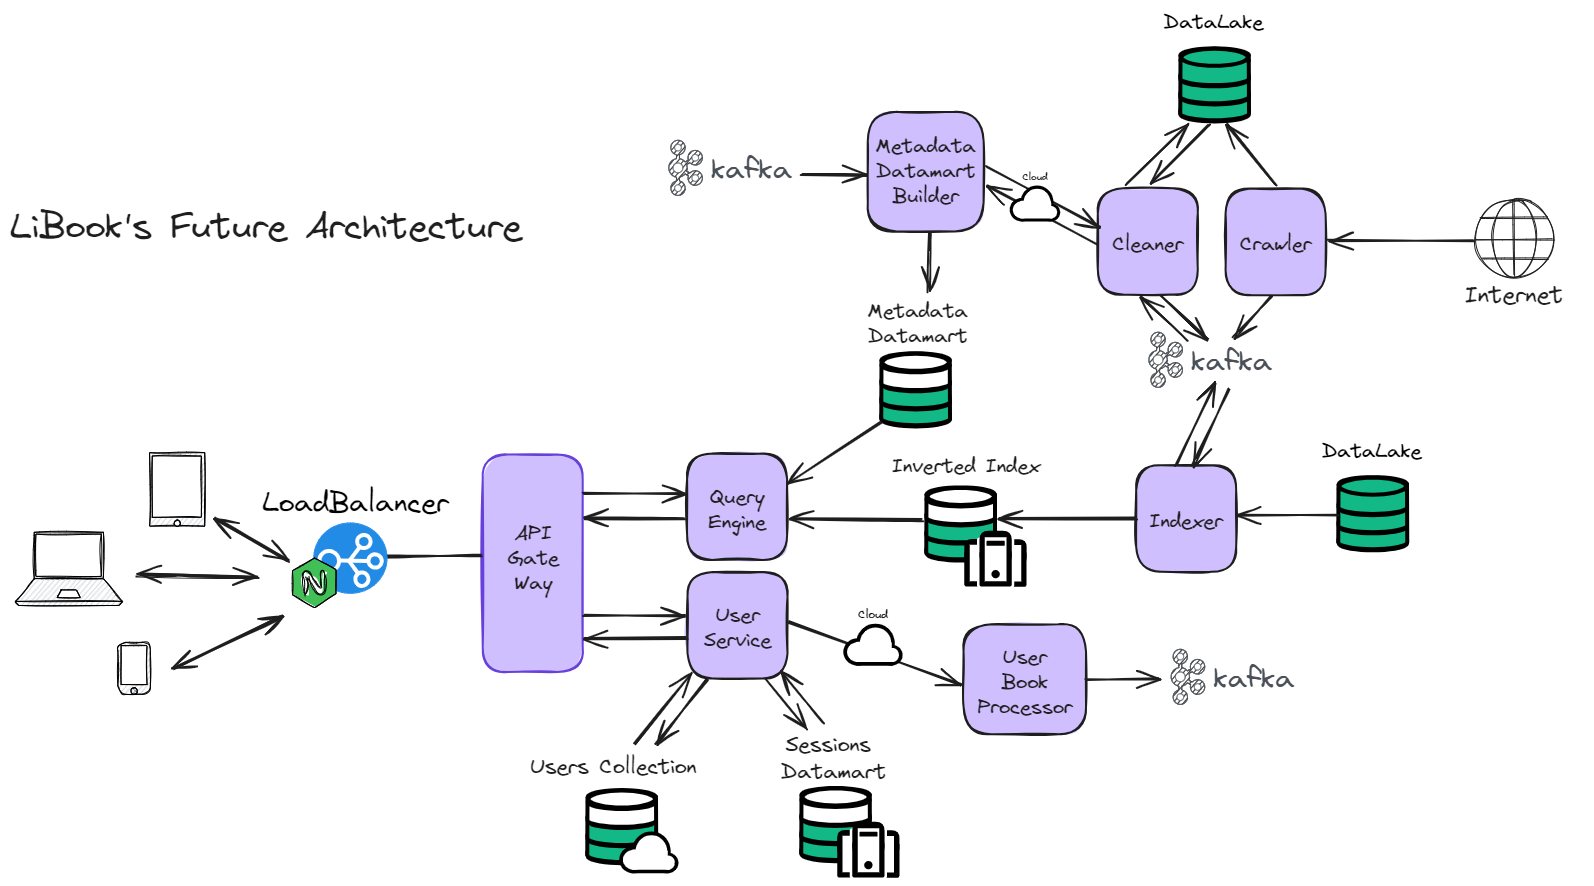 DataLake
Metadata
Datamart
Builder
kafka
Cloud
Cleaner
Crawler
Internet
LiBook's Future Architecture
Metadata
Datamart
kafka
LoadBalancer
N
API
Gate
Way
Query
Engine
Inverted Index
Indexer
DataLake
User
Service
Cloud
User
Book
Processor
kafka
Users Collection
Sessions
Datamart